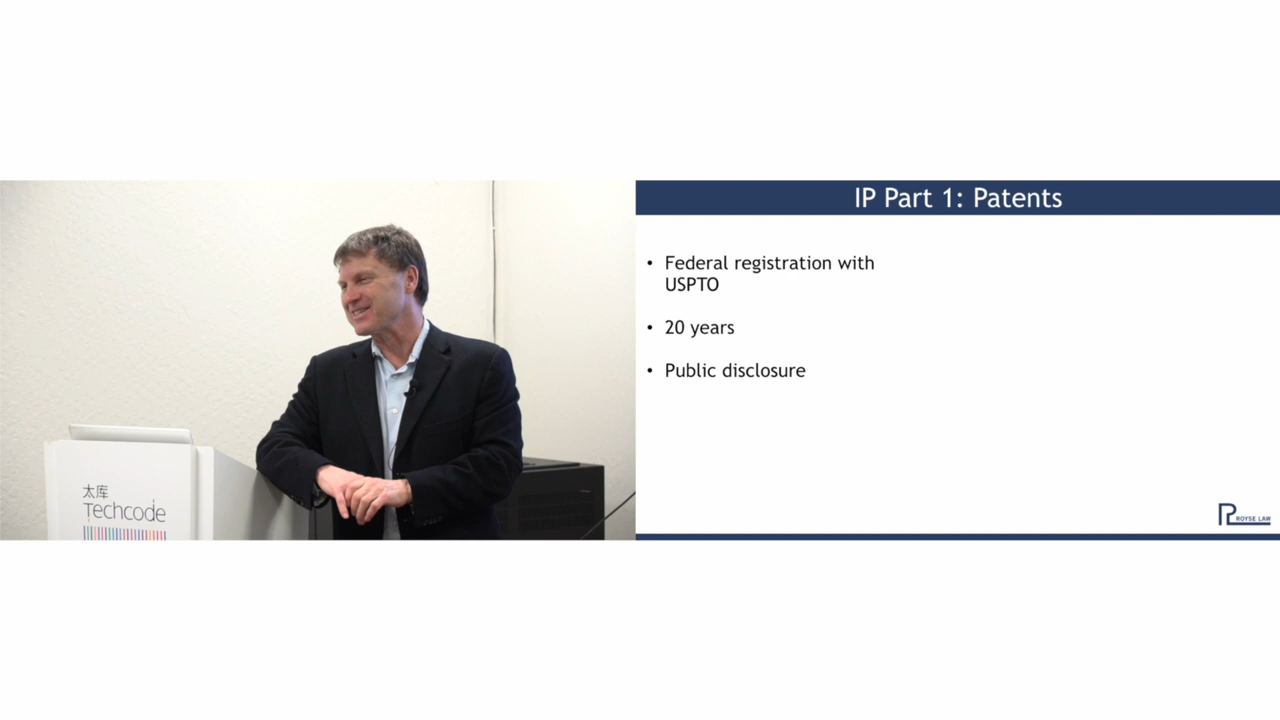 太库
Techcode
IP Part 1: Patents
• Federal registration with
USPTO
• 20 years
• Public disclosure
ROYSE LAW